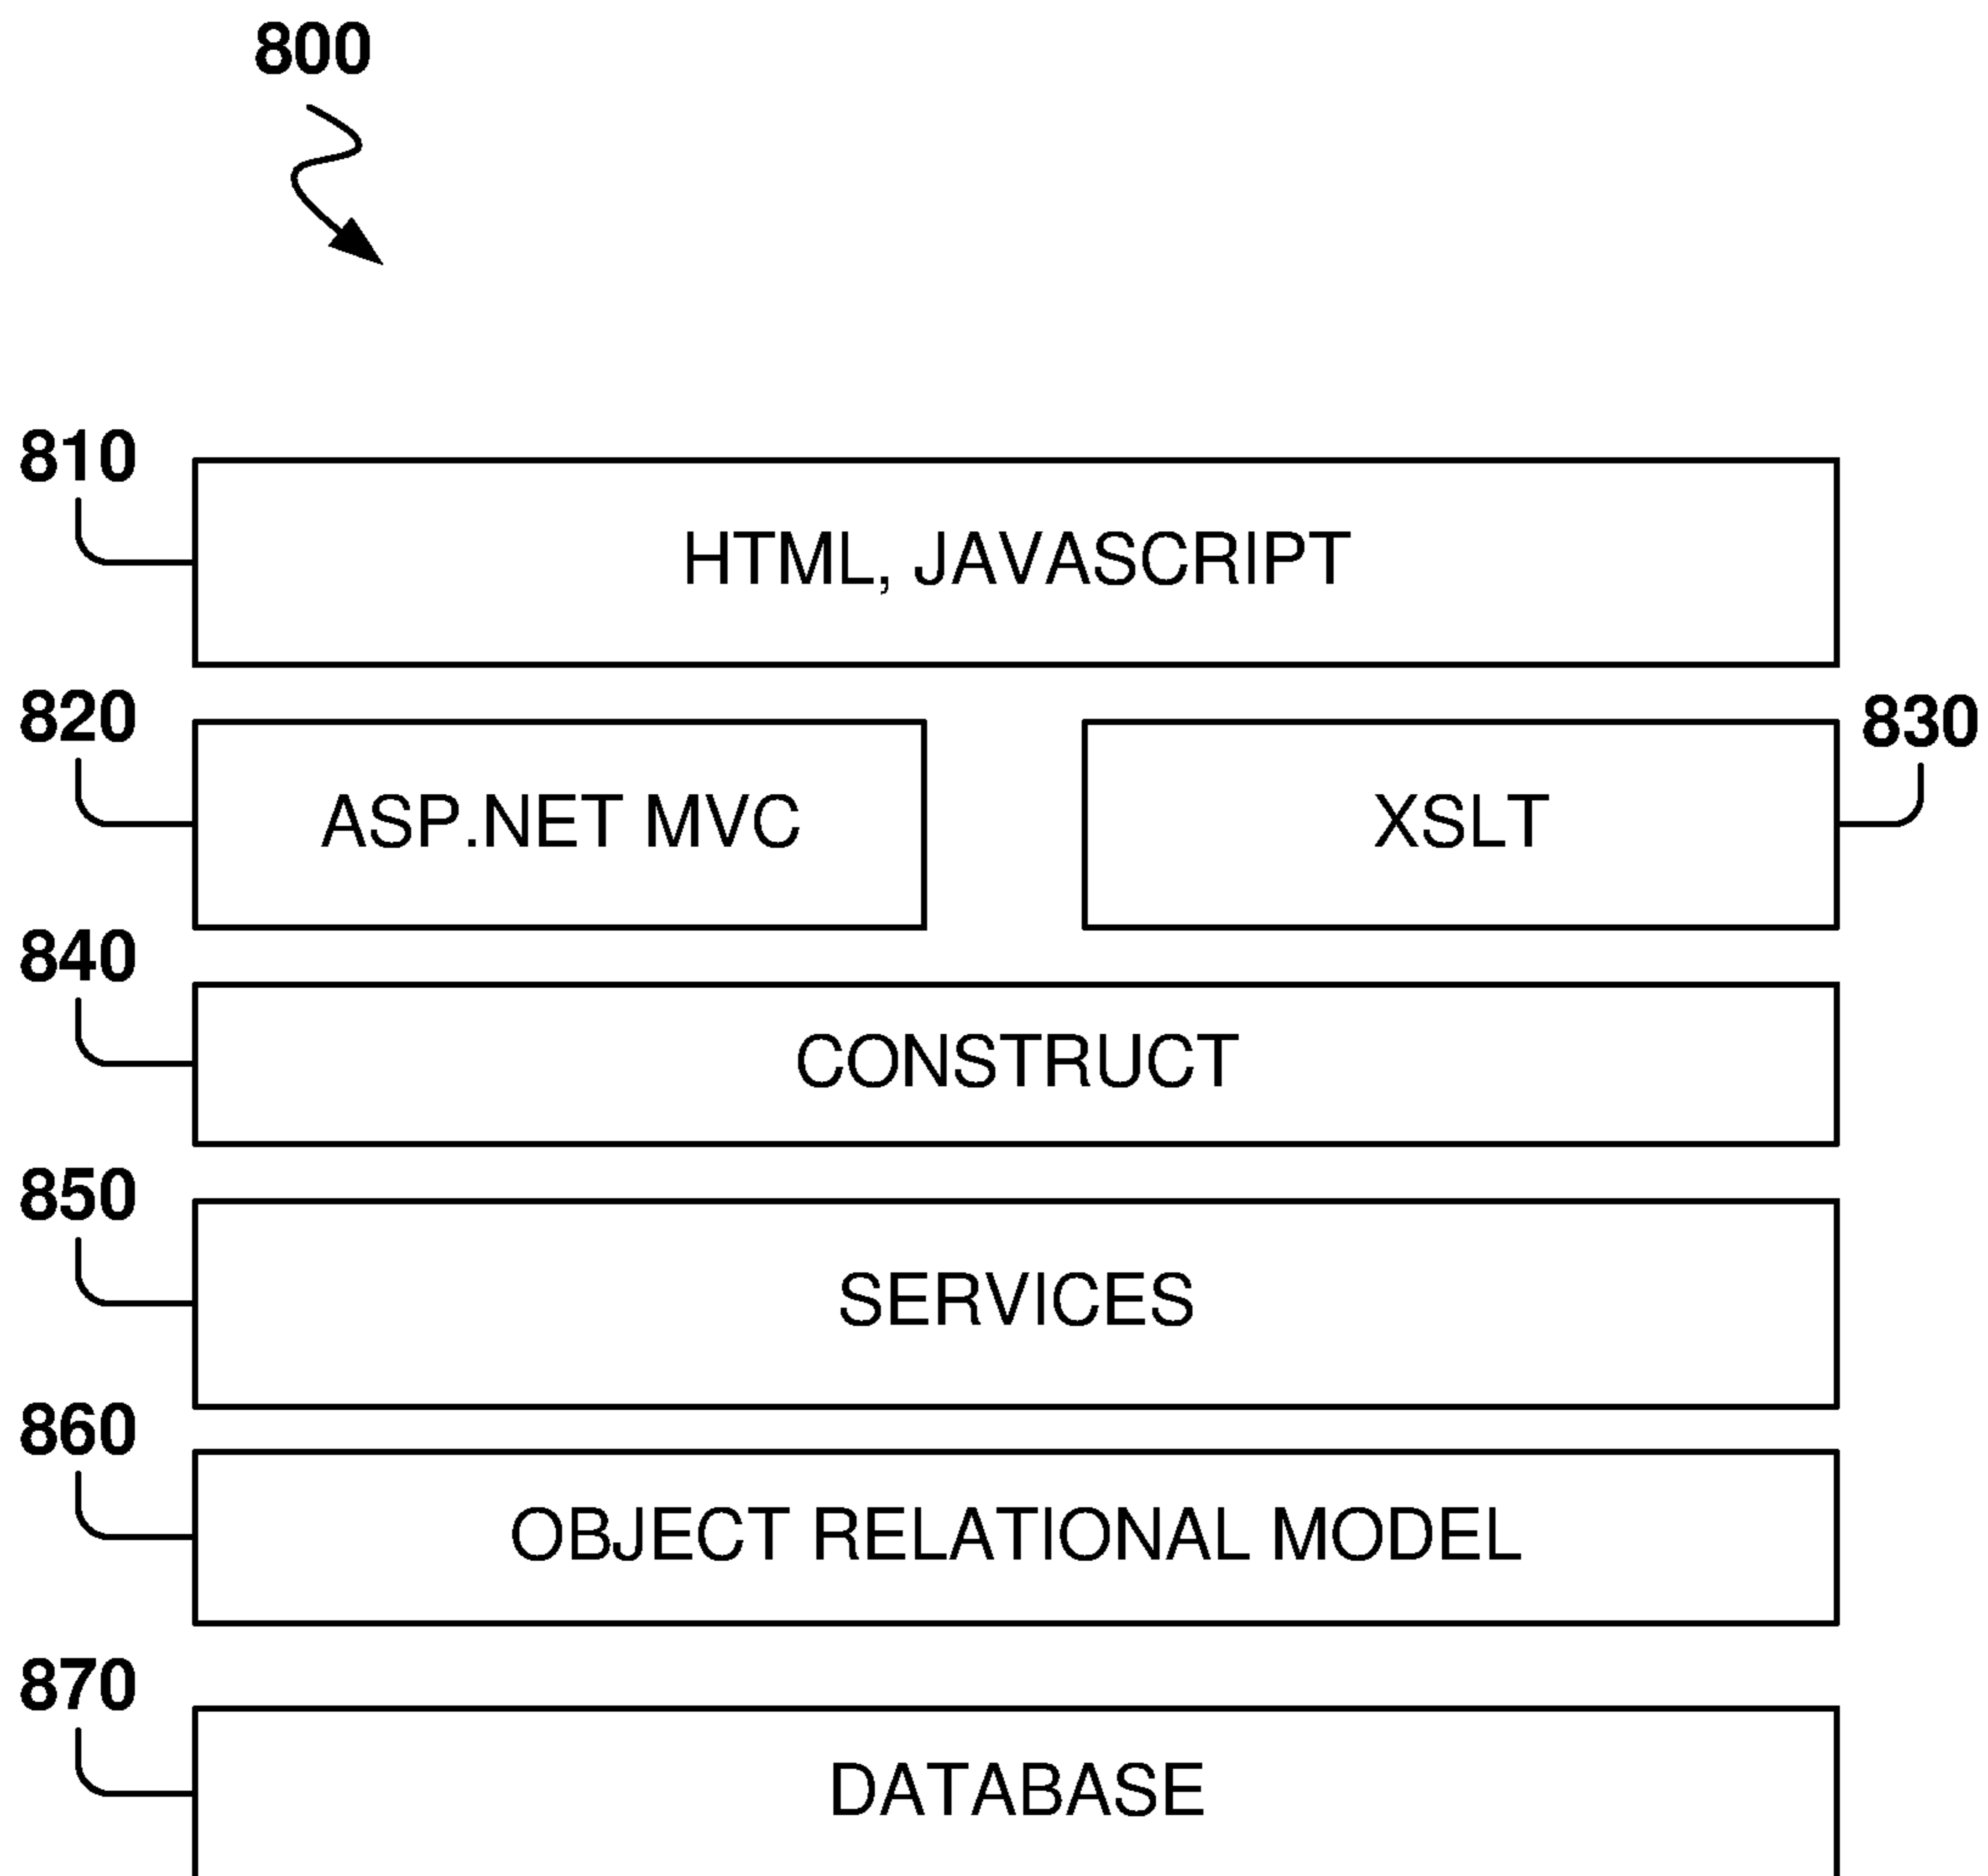 800
810
HTML, JAVASCRIPT
820
830
ASP.NET MVC
XSLT
840
CONSTRUCT
850
SERVICES
860
OBJECT RELATIONAL MODEL
870
DATABASE